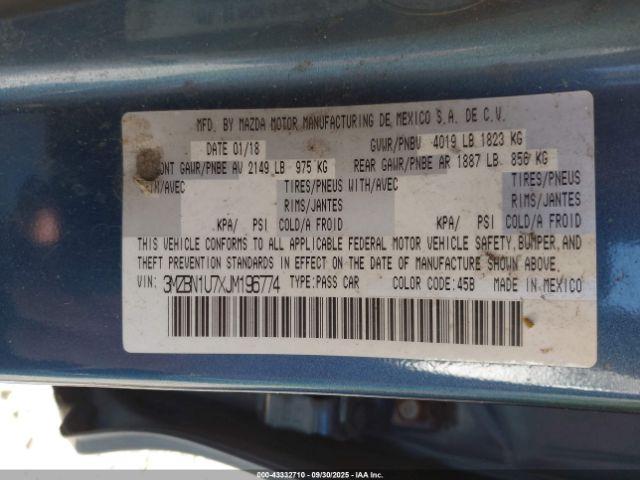 MFD. BY MAZDA MOTOR MANUFACTURING DE MEXICO S.A. DE C.V.
DATE 01/18 GVWR/PNBV 4019 LB 1823 KG
FRONT GAWR/PNBE AV 2149 LB 975 KG REAR GAWR/PNBE AR 1887 LB 856 KG
WITH/AVEC TIRES/PNEUS WITH/AVEC TIRES/PNEUS
RIMS/JANTES RIMS/JANTES
KPA/ PSI COLD/A FROID KPA/ PSI COLD/A FROID
THIS VEHICLE CONFORMS TO ALL APPLICABLE FEDERAL MOTOR VEHICLE SAFETY, BUMPER, AND
THEFT PREVENTION STANDARDS IN EFFECT ON THE DATE OF MANUFACTURE SHOWN ABOVE.
VIN: 3MZBN1U7XJM196774 TYPE: PASS CAR COLOR CODE: 45B MADE IN MEXICO
000-43332710 - 09/30/2025 - IAA Inc.